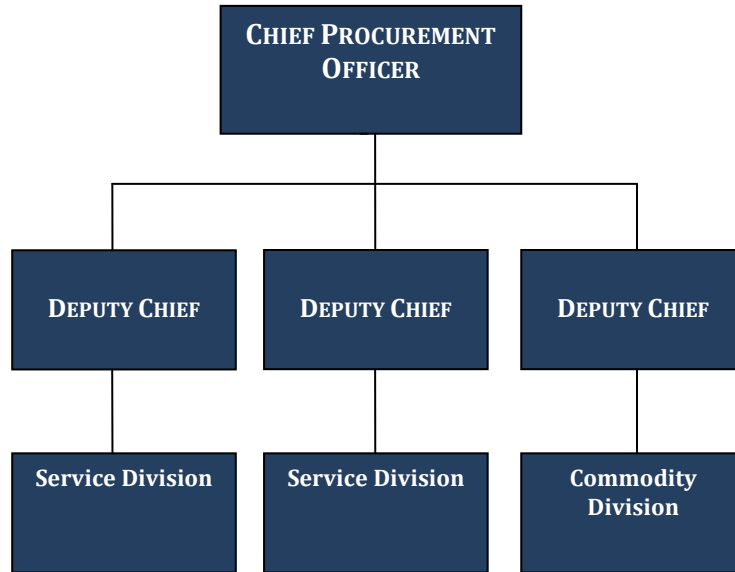 CHIEF PROCUREMENT
OFFICER
DEPUTY CHIEF
DEPUTY CHIEF
DEPUTY CHIEF
Service Division
Service Division
Commodity
Division